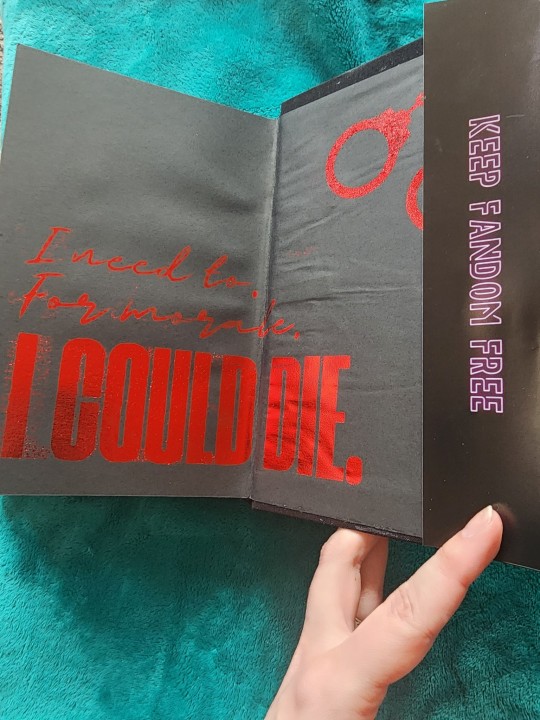 I need to.
For morale.
I COULD DIE.
KEEP FANDOM FREE